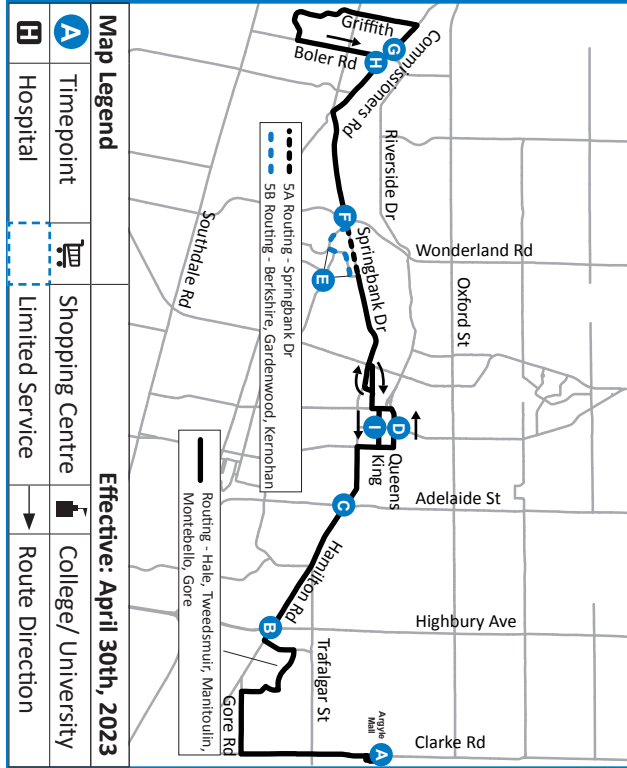 Griffith
Boler Rd
G
H
Commissioners Rd
Riverside Dr
Wonderland Rd
Oxford St
Southdale Rd
F
Springbank Dr
E
5A Routing - Springbank Dr
5B Routing - Berkshire, Gardenwood, Kernohan
D
I
Queens
King
Adelaide St
C
Hamilton Rd
Highbury Ave
B
Trafalgar St
Gore Rd
Argyle
Mall
A
Clarke Rd
Routing - Hale, Tweedsmuir, Manitoulin,
Montebello, Gore
Map Legend
Effective: April 30th, 2023
A Timepoint
Shopping Centre
College/ University
H Hospital
Limited Service
Route Direction